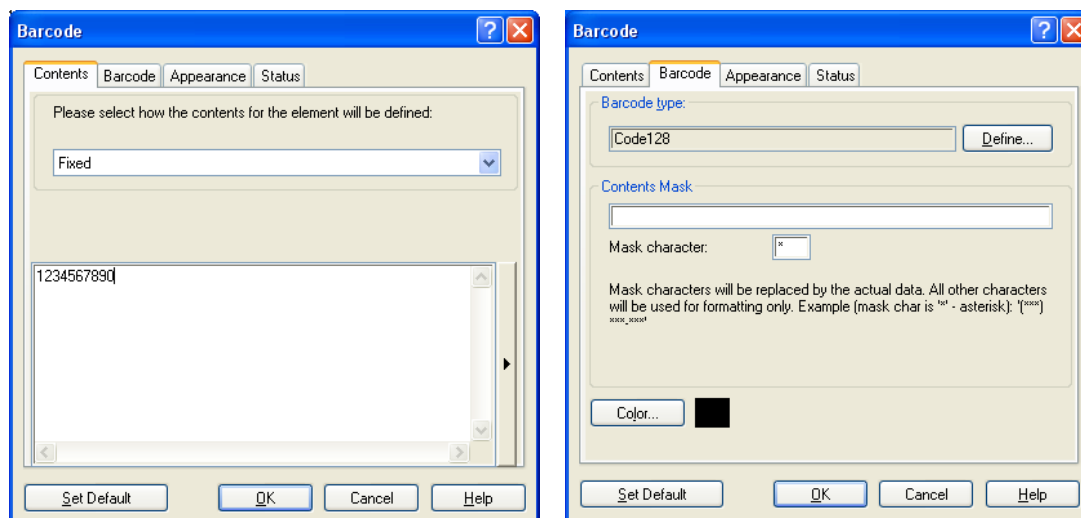 Barcode
Contents Barcode Appearance Status
Please select how the contents for the element will be defined:
Fixed
1234567890
Set Default OK Cancel Help
Barcode
Contents Barcode Appearance Status
Barcode type:
Code128 Define...
Contents Mask
Mask character: *
Mask characters will be replaced by the actual data. All other characters
will be used for formatting only. Example (mask char is '*' - asterisk): '(***)
***-***'
Color...
Set Default OK Cancel Help